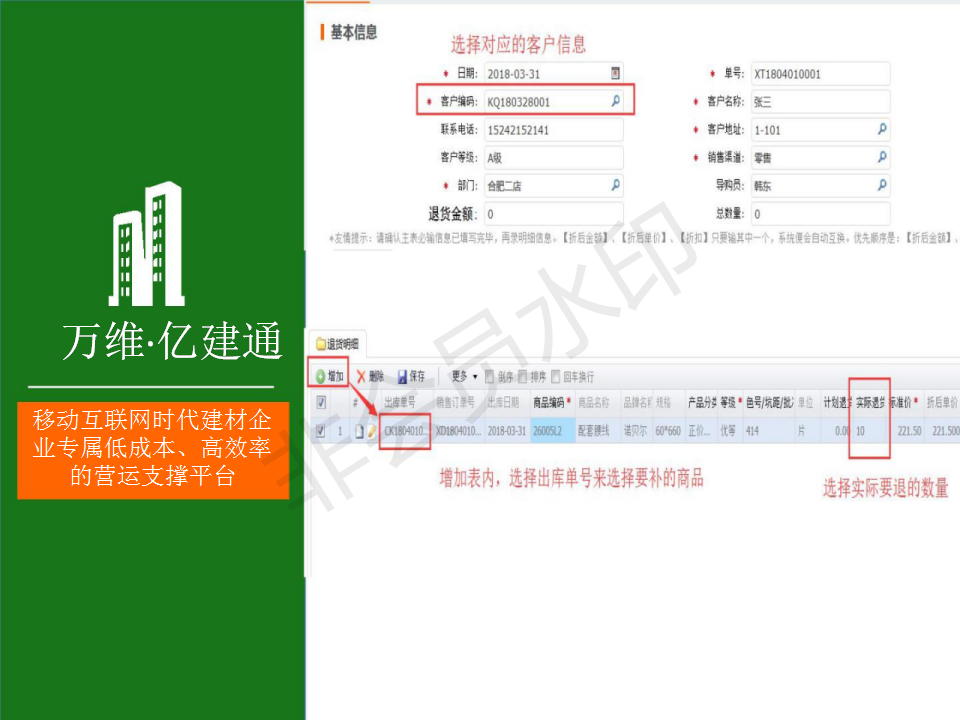 万维·亿建通
移动互联网时代建材企
业专属低成本、高效率
的营运支撑平台
基本信息
选择对应的客户信息
* 日期: 2018-03-31 * 单号: XT1804010001
* 客户编码: KQ180328001 * 客户名称: 张三
联系电话: 15242152141 * 客户地址: 1-101
客户等级: A级 * 销售渠道: 零售
* 部门: 合肥二店 导购员: 韩东
退货金额: 0 总数量: 0
*友情提示: 请确认主表必输信息已填写完毕，再录明细信息。【折后金额】、【折后单价】、【折扣】只要输其中一个，系统便会自动互换。优先顺序是：【折后金额】、
退货明细
增加 删除 保存 更多 倒序 排序 回车换行
# 出库单号 销售订单号 出库日期 商品编码* 商品名称 品牌名称 规格 产品分类 等级* 色号/坑距/批次 单位 计划退货 实际退货 标准价* 折后单价
1 CK1804010... XD1804010... 2018-03-31 26005L2 配套腰线 诺贝尔 60*660 正价... 优等 414 片 0.00 10 221.50 221.500
增加表内，选择出库单号来选择要补的商品
选择实际要退的数量
非会员水印